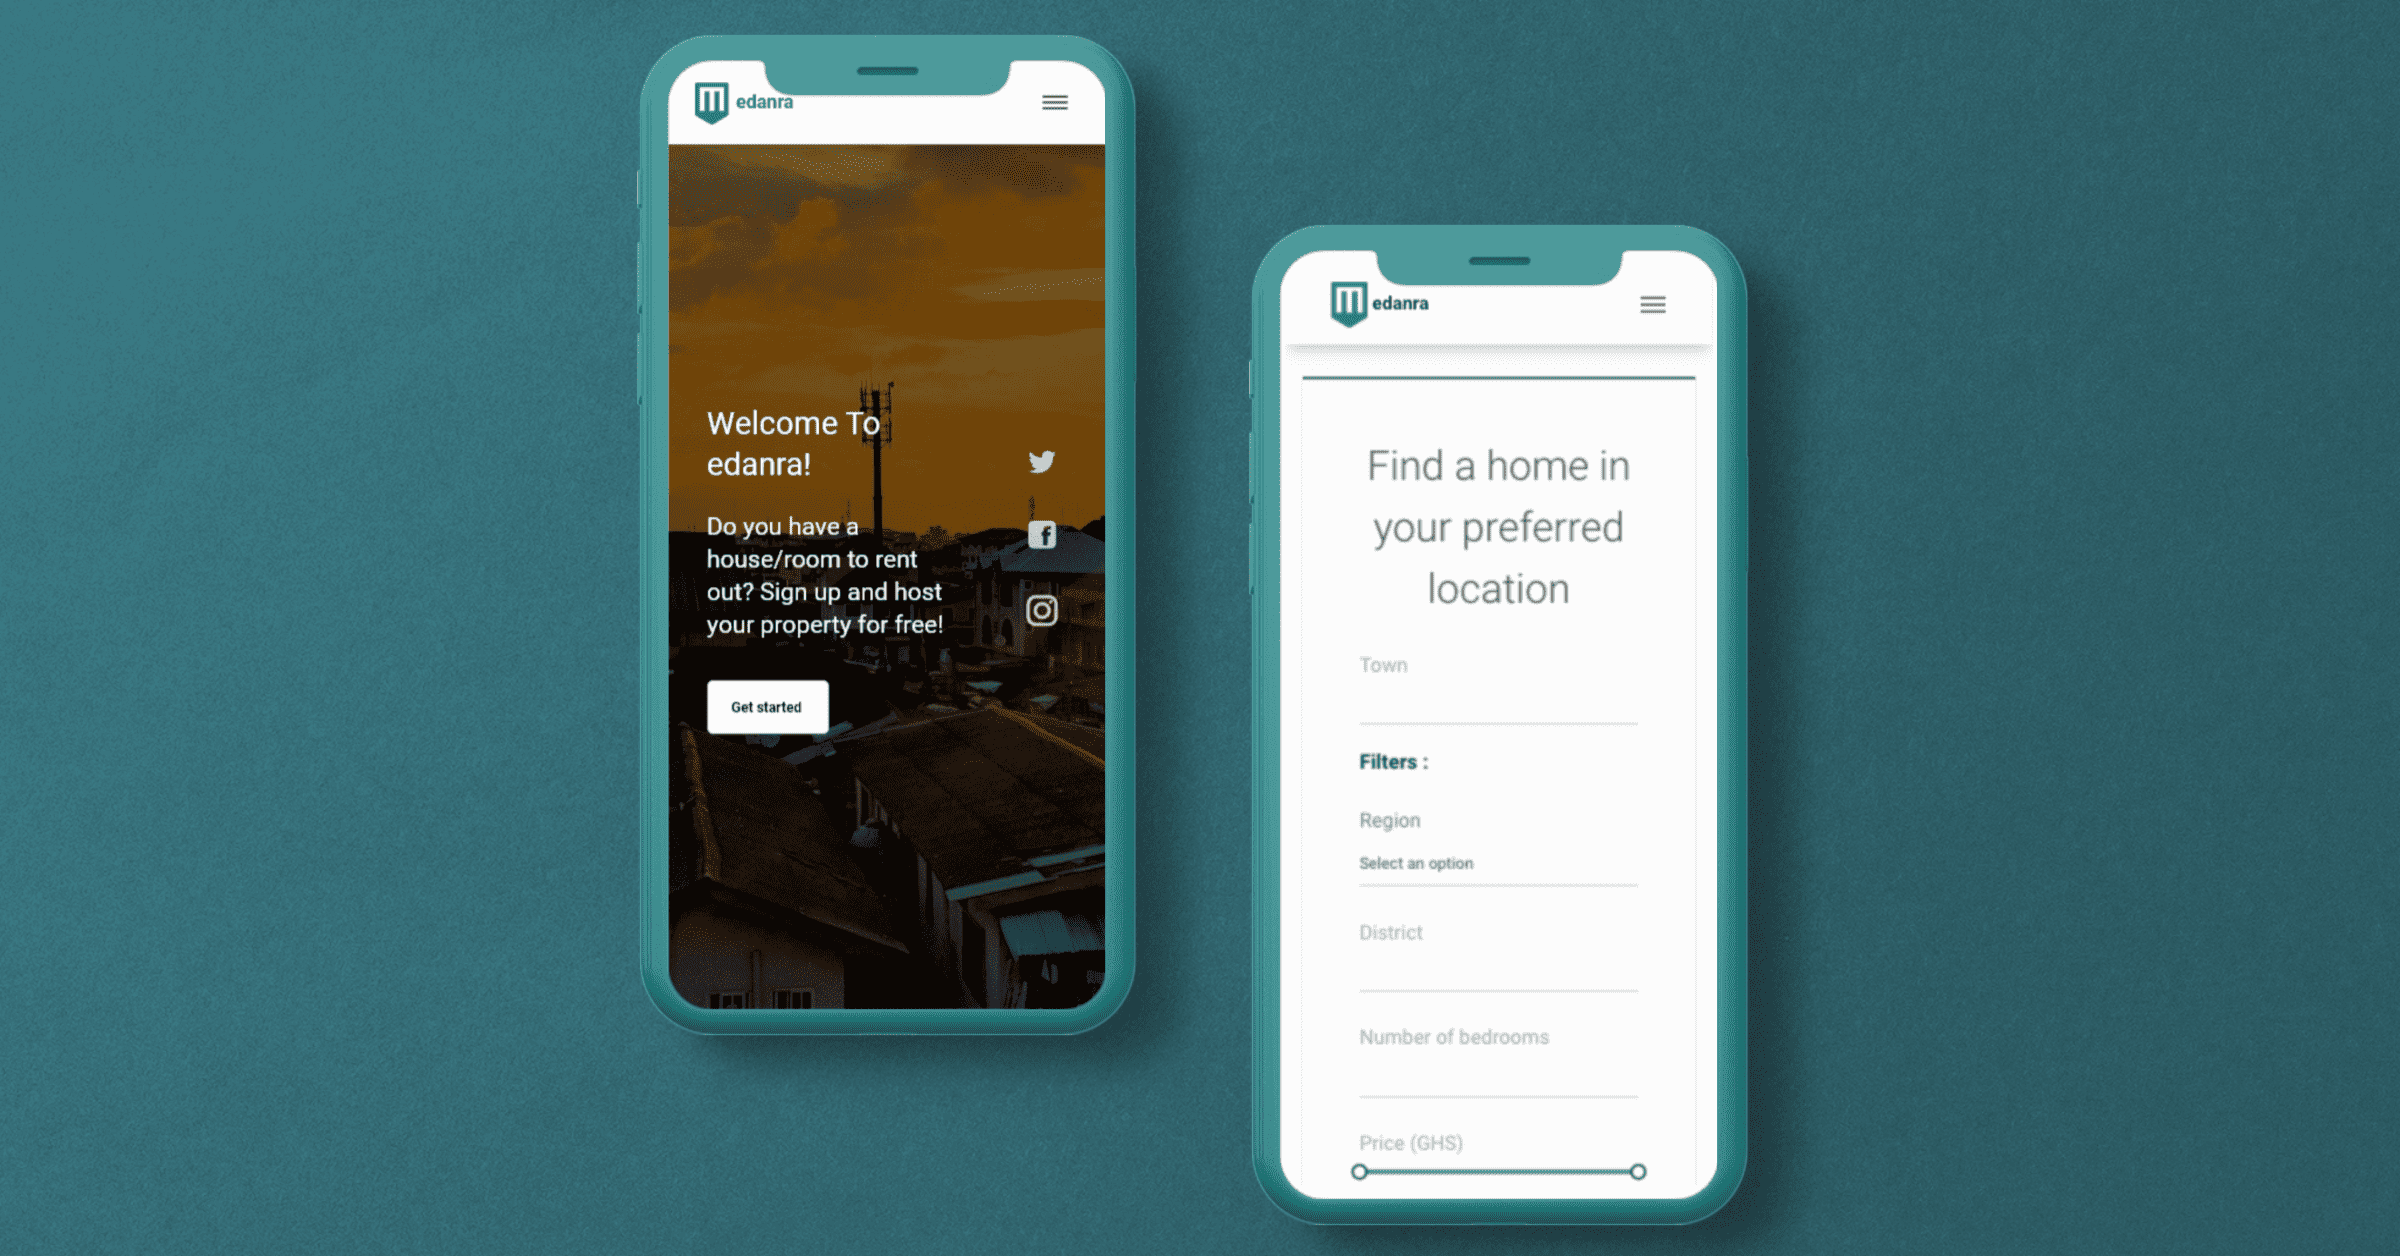 edanra
Welcome To
edanra!
Do you have a
house/room to rent
out? Sign up and host
your property for free!
Get started
edanra
Find a home in
your preferred
location
Town
Filters :
Region
Select an option
District
Number of bedrooms
Price (GHS)